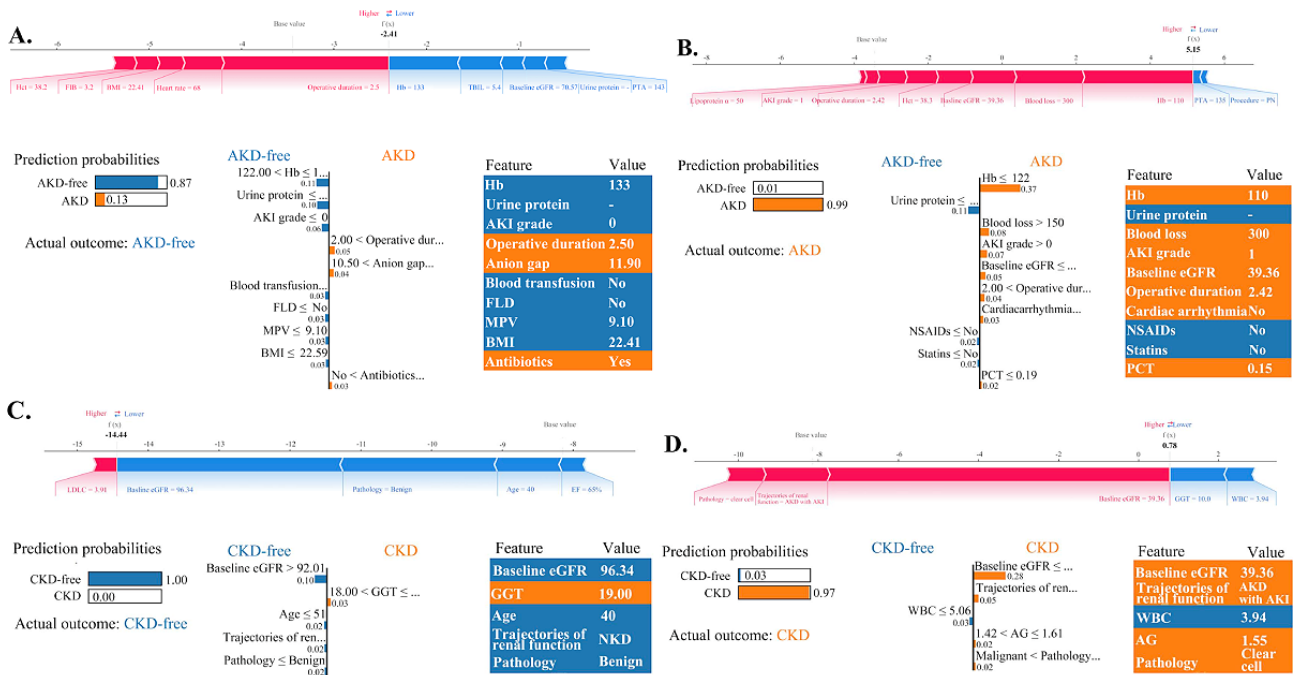 A.
Higher ⇄ Lower
Base value
f(x)
-2.41
-6 -5 -4 -2 -1
Hct = 38.2 FIB = 3.2 BMI = 22.41 Heart rate = 68 Operative duration = 2.5 Hb = 133 TBIL = 5.4 Baseline eGFR = 70.57 Urine protein = - PTA = 143
Prediction probabilities
AKD-free 0.87
AKD 0.13
Actual outcome: AKD-free
AKD-free AKD
122.00 < Hb ≤ 1...
0.11
Urine protein ≤ ...
0.10
AKI grade ≤ 0
0.06
2.00 < Operative dur...
0.05
10.50 < Anion gap...
0.04
Blood transfusion...
0.03
FLD ≤ No
0.03
MPV ≤ 9.10
0.03
BMI ≤ 22.59
0.03
No < Antibiotics...
0.03
Feature Value
Hb 133
Urine protein -
AKI grade 0
Operative duration 2.50
Anion gap 11.90
Blood transfusion No
FLD No
MPV 9.10
BMI 22.41
Antibiotics Yes
B.
Higher ⇄ Lower
Base value
f(x)
5.15
-8 -6 -4 -2 0 2 4 6 8
Lipoprotein α = 50 AKI grade = 1 Operative duration = 2.42 Hct = 38.3 Basline eGFR = 39.36 Blood loss = 300 Hb = 110 PTA = 135 Procedure = PN
Prediction probabilities
AKD-free 0.01
AKD 0.99
Actual outcome: AKD
AKD-free AKD
Hb ≤ 122
0.37
Urine protein ≤ ...
0.11
Blood loss > 150
0.08
AKI grade > 0
0.07
Baseline eGFR ≤ ...
0.05
2.00 < Operative dur...
0.04
Cardiacarrhythmia...
0.03
NSAIDs ≤ No
0.02
Statins ≤ No
0.02
PCT ≤ 0.19
0.02
Feature Value
Hb 110
Urine protein -
Blood loss 300
AKI grade 1
Baseline eGFR 39.36
Operative duration 2.42
Cardiac arrhythmia No
NSAIDs No
Statins No
PCT 0.15
C.
Higher ⇄ Lower
f(x)
-14.44
Base value
-15 -14 -13 -12 -11 -10 -9 -8
LDLC = 3.91 Basline eGFR = 96.34 Pathology = Benign Age = 40 EF = 65%
Prediction probabilities
CKD-free 1.00
CKD 0.00
Actual outcome: CKD-free
CKD-free CKD
Baseline eGFR > 92.01
0.10
18.00 < GGT ≤ ...
0.03
Age ≤ 51
0.02
Trajectories of ren...
0.02
Pathology ≤ Benign
0.02
Feature Value
Baseline eGFR 96.34
GGT 19.00
Age 40
Trajectories of
renal function NKD
Pathology Benign
D.
Higher ⇄ Lower
Base value
f(x)
0.78
-10 -8 -6 -4 -2 2
Pathology = clear cell Trajectories of renal
function = AKD with AKI Basline eGFR = 39.36 GGT = 10.0 WBC = 3.94
Prediction probabilities
CKD-free 0.03
CKD 0.97
Actual outcome: CKD
CKD-free CKD
Baseline eGFR ≤ ...
0.28
Trajectories of ren...
0.05
WBC ≤ 5.06
0.03
1.42 < AG ≤ 1.61
0.02
Malignant < Pathology...
0.02
Feature Value
Baseline eGFR 39.36
Trajectories of
renal function AKD
with AKI
WBC 3.94
AG 1.55
Pathology Clear
cell